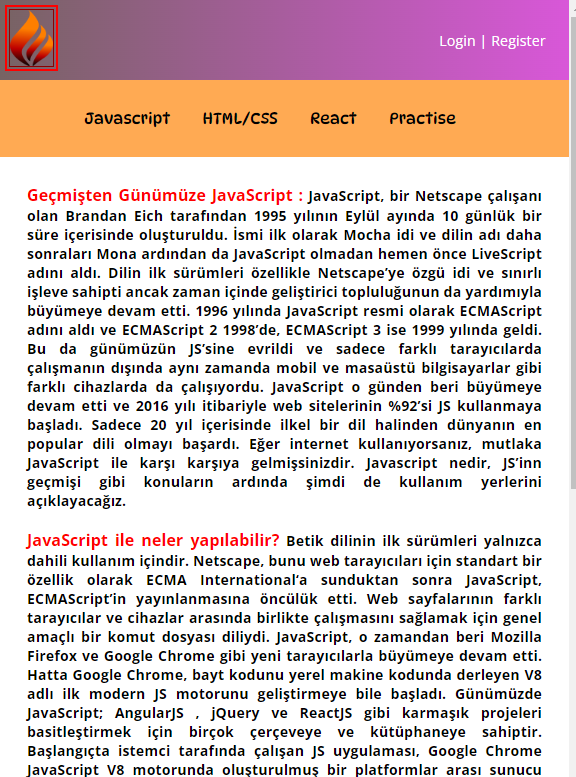 Login | Register
Javascript HTML/CSS React Practise
Geçmişten Günümüze JavaScript : JavaScript, bir Netscape çalışanı
olan Brandan Eich tarafından 1995 yılının Eylül ayında 10 günlük bir
süre içerisinde oluşturuldu. İsmi ilk olarak Mocha idi ve dilin adı daha
sonraları Mona ardından da JavaScript olmadan hemen önce LiveScript
adını aldı. Dilin ilk sürümleri özellikle Netscape’ye özgü idi ve sınırlı
işleve sahipti ancak zaman içinde geliştirici topluluğunun da yardımıyla
büyümeye devam etti. 1996 yılında JavaScript resmi olarak ECMAScript
adını aldı ve ECMAScript 2 1998’de, ECMAScript 3 ise 1999 yılında geldi.
Bu da günümüzün JS’sine evrildi ve sadece farklı tarayıcılarda
çalışmanın dışında aynı zamanda mobil ve masaüstü bilgisayarlar gibi
farklı cihazlarda da çalışıyordu. JavaScript o günden beri büyümeye
devam etti ve 2016 yılı itibariyle web sitelerinin %92’si JS kullanmaya
başladı. Sadece 20 yıl içerisinde ilkel bir dil halinden dünyanın en
popular dili olmayı başardı. Eğer internet kullanıyorsanız, mutlaka
JavaScript ile karşı karşıya gelmişsinizdir. Javascript nedir, JS’inn
geçmişi gibi konuların ardında şimdi de kullanım yerlerini
açıklayacağız.
JavaScript ile neler yapılabilir? Betik dilinin ilk sürümleri yalnızca
dahili kullanım içindir. Netscape, bunu web tarayıcıları için standart bir
özellik olarak ECMA International’a sunduktan sonra JavaScript,
ECMAScript’in yayınlanmasına öncülük etti. Web sayfalarının farklı
tarayıcılar ve cihazlar arasında birlikte çalışmasını sağlamak için genel
amaçlı bir komut dosyası diliydi. JavaScript, o zamandan beri Mozilla
Firefox ve Google Chrome gibi yeni tarayıcılarla büyümeye devam etti.
Hatta Google Chrome, bayt kodunu yerel makine kodunda derleyen V8
adlı ilk modern JS motorunu geliştirmeye bile başladı. Günümüzde
JavaScript; AngularJS , jQuery ve ReactJS gibi karmaşık projeleri
basitleştirmek için birçok çerçeveye ve kütüphaneye sahiptir.
Başlangıçta istemci tarafında çalışan JS uygulaması, Google Chrome
JavaScript V8 motorunda oluşturulmuş bir platformlar arası sunucu